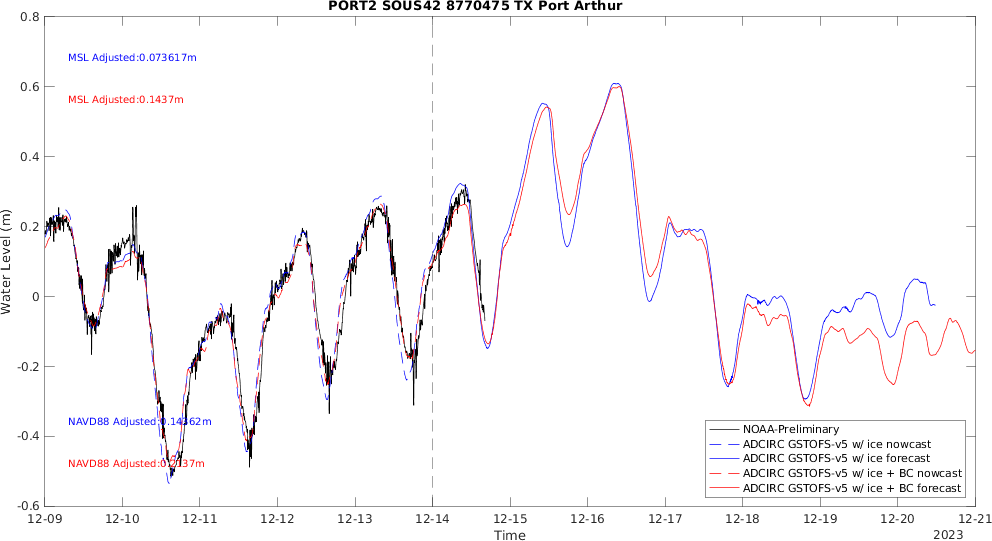 PORT2 SOUS42 8770475 TX Port Arthur
0.8
0.6
0.4
0.2
0
-0.2
-0.4
-0.6
Water Level (m)
MSL Adjusted:0.073617m
MSL Adjusted:0.1437m
NAVD88 Adjusted:0.14362m
NAVD88 Adjusted:0.2137m
NOAA-Preliminary
ADCIRC GSTOFS-v5 w/ ice nowcast
ADCIRC GSTOFS-v5 w/ ice forecast
ADCIRC GSTOFS-v5 w/ ice + BC nowcast
ADCIRC GSTOFS-v5 w/ ice + BC forecast
12-09 12-10 12-11 12-12 12-13 12-14 12-15 12-16 12-17 12-18 12-19 12-20 12-21
Time
2023